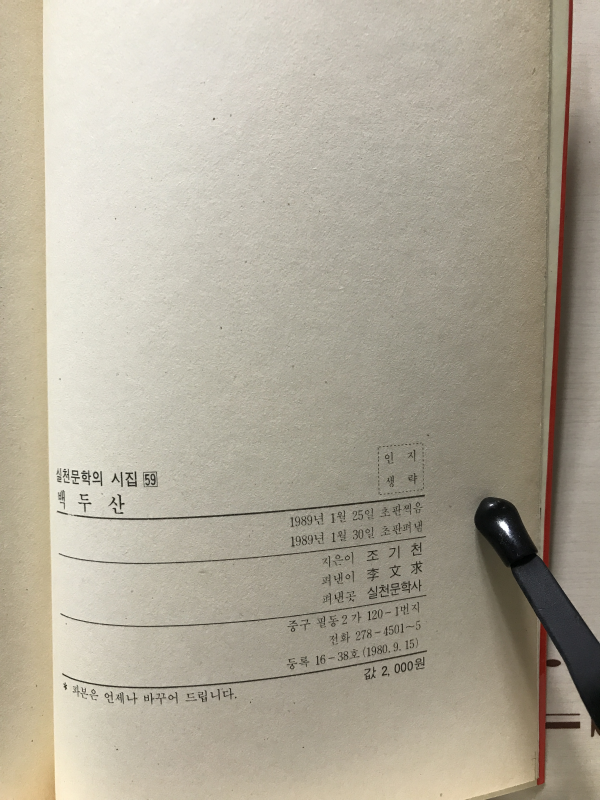 실천문학의 시집 59
백두산
인 지
생 략
1989년 1월 25일 초판찍음
1989년 1월 30일 초판펴냄
지은이 조기천
펴낸이 李文求
펴낸곳 실천문학사
중구 필동2가 120-1번지
전화 278-4501~5
등록 16-38호(1980.9.15)
값 2,000원
* 파본은 언제나 바꾸어 드립니다.